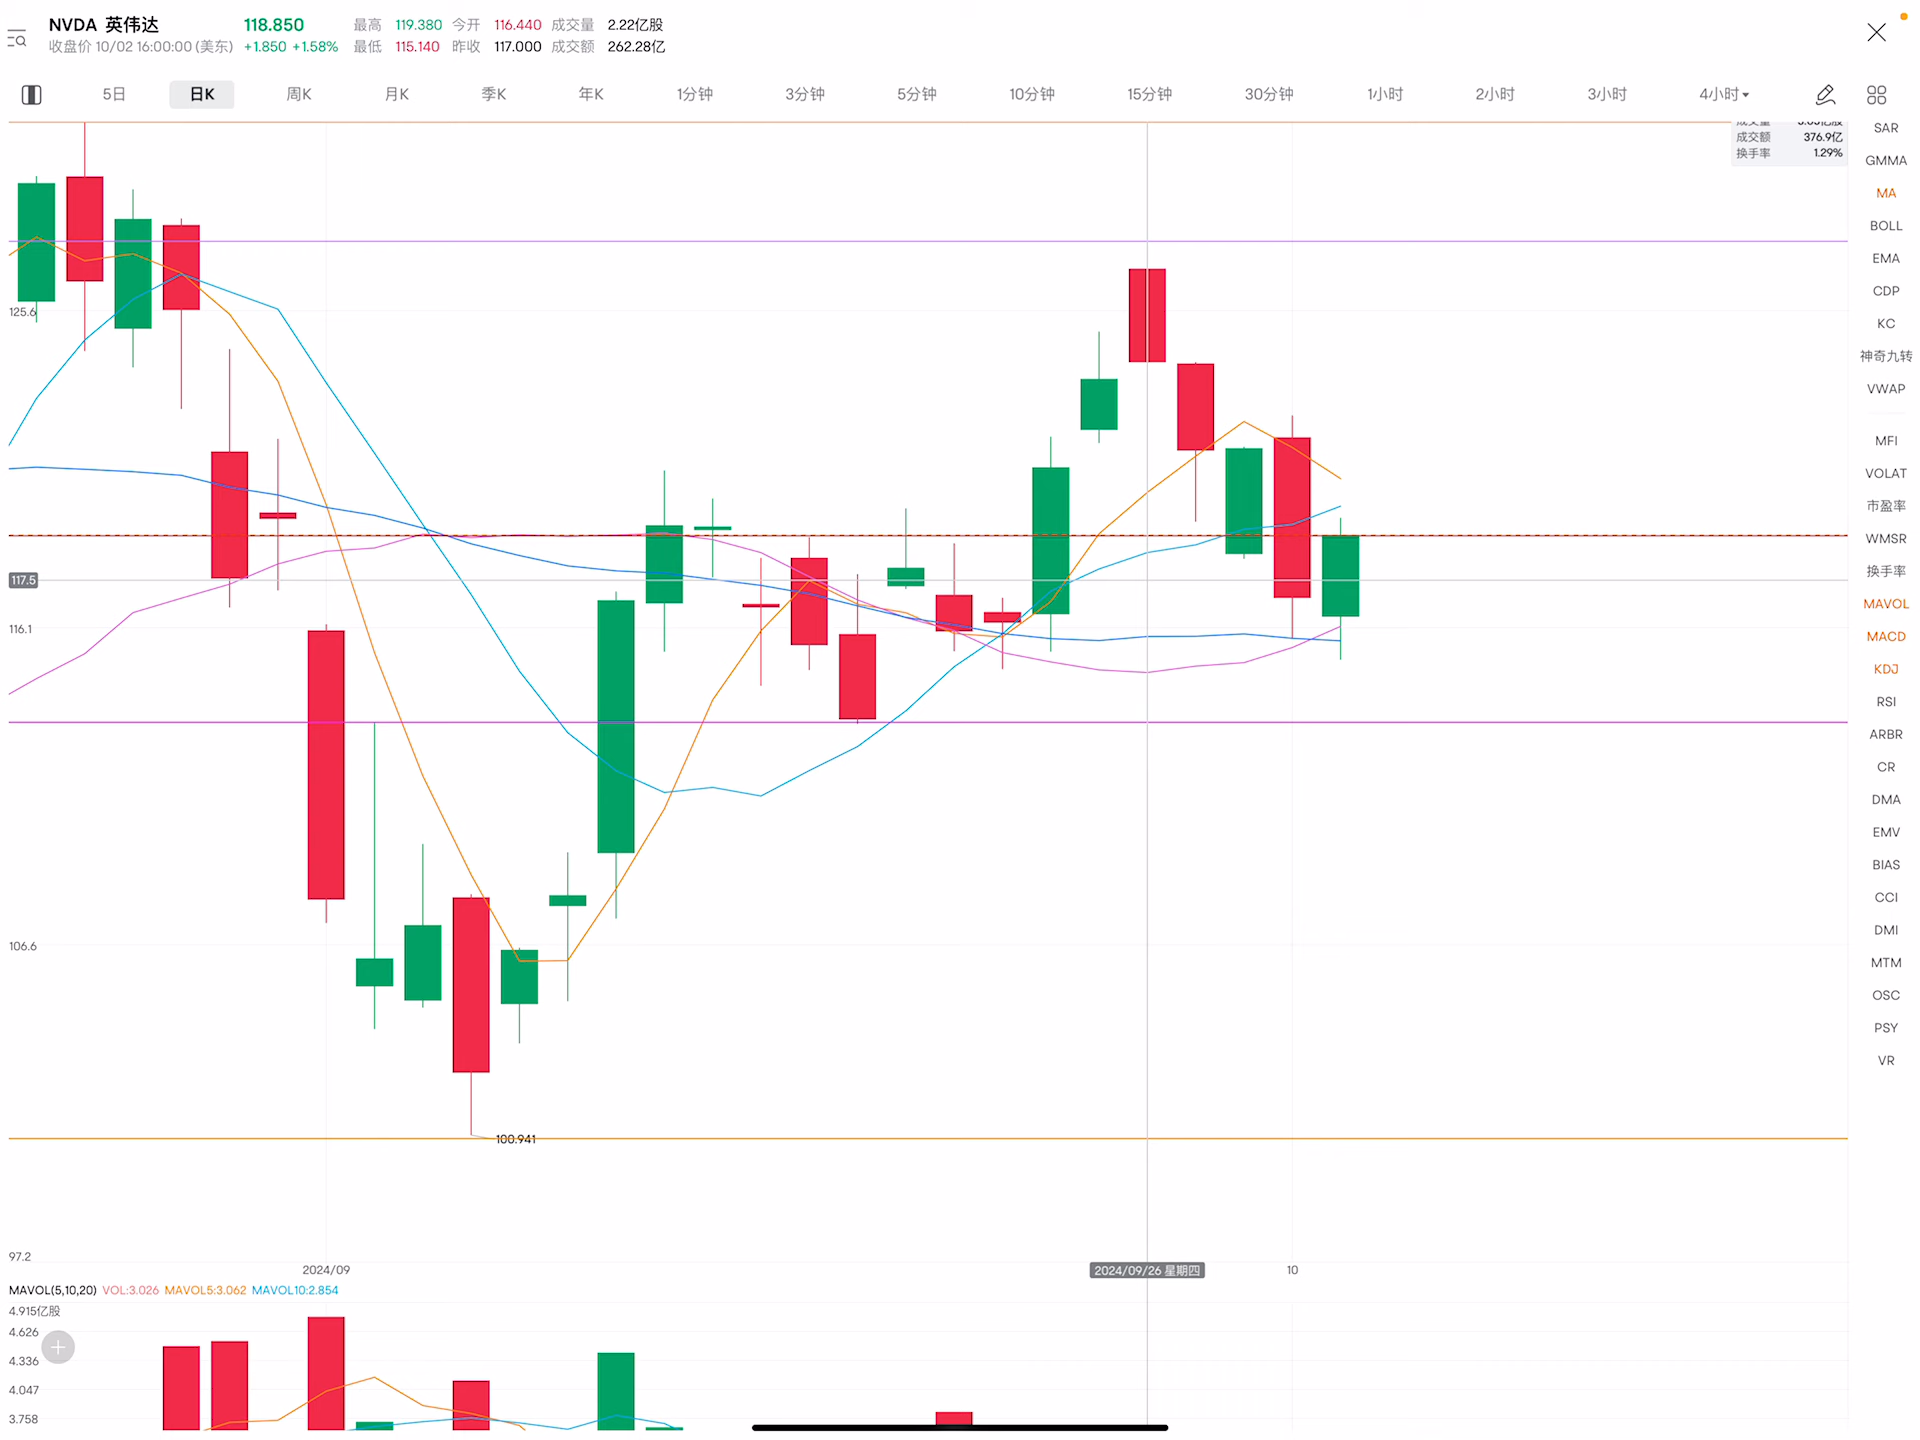 NVDA 英伟达
118.850
最高 119.380 今开 116.440 成交量 2.22亿股
收盘价 10/02 16:00:00 (美东) +1.850 +1.58% 最低 115.140 昨收 117.000 成交额 262.28亿
5日 日K 周K 月K 季K 年K 1分钟 3分钟 5分钟 10分钟 15分钟 30分钟 1小时 2小时 3小时 4小时
成交额 376.9亿
换手率 1.29%
SAR
GMMA
MA
BOLL
EMA
CDP
KC
神奇九转
VWAP
MFI
VOLAT
市盈率
WMSR
换手率
MAVOL
MACD
KDJ
RSI
ARBR
CR
DMA
EMV
BIAS
CCI
DMI
MTM
OSC
PSY
VR
125.6
117.5
116.1
106.6
100.941
97.2
2024/09
2024/09/26 星期四
10
MAVOL(5,10,20) VOL:3.026 MAVOL5:3.062 MAVOL10:2.854
4.915亿股
4.626
4.336
4.047
3.758